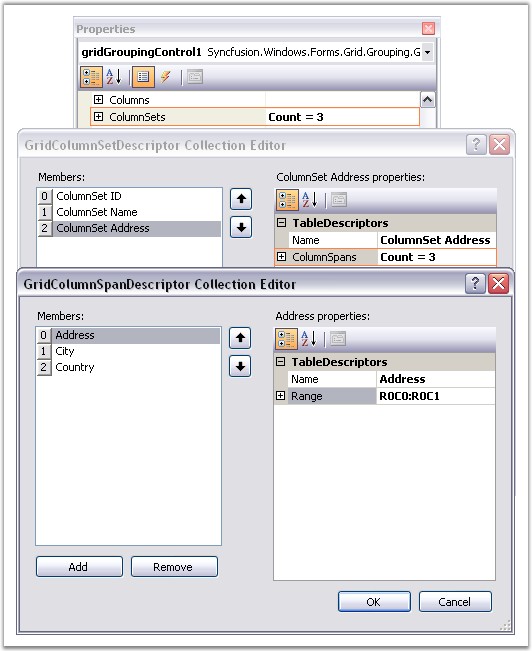 Properties
gridGroupingControl1 Syncfusion.Windows.Forms.Grid.Grouping.G
Columns
ColumnSets Count = 3
GridColumnSetDescriptor Collection Editor
Members:
0 ColumnSet ID
1 ColumnSet Name
2 ColumnSet Address
ColumnSet Address properties:
TableDescriptors
Name ColumnSet Address
ColumnSpans Count = 3
GridColumnSpanDescriptor Collection Editor
Members:
0 Address
1 City
2 Country
Add Remove
Address properties:
TableDescriptors
Name Address
Range R0C0:R0C1
OK Cancel